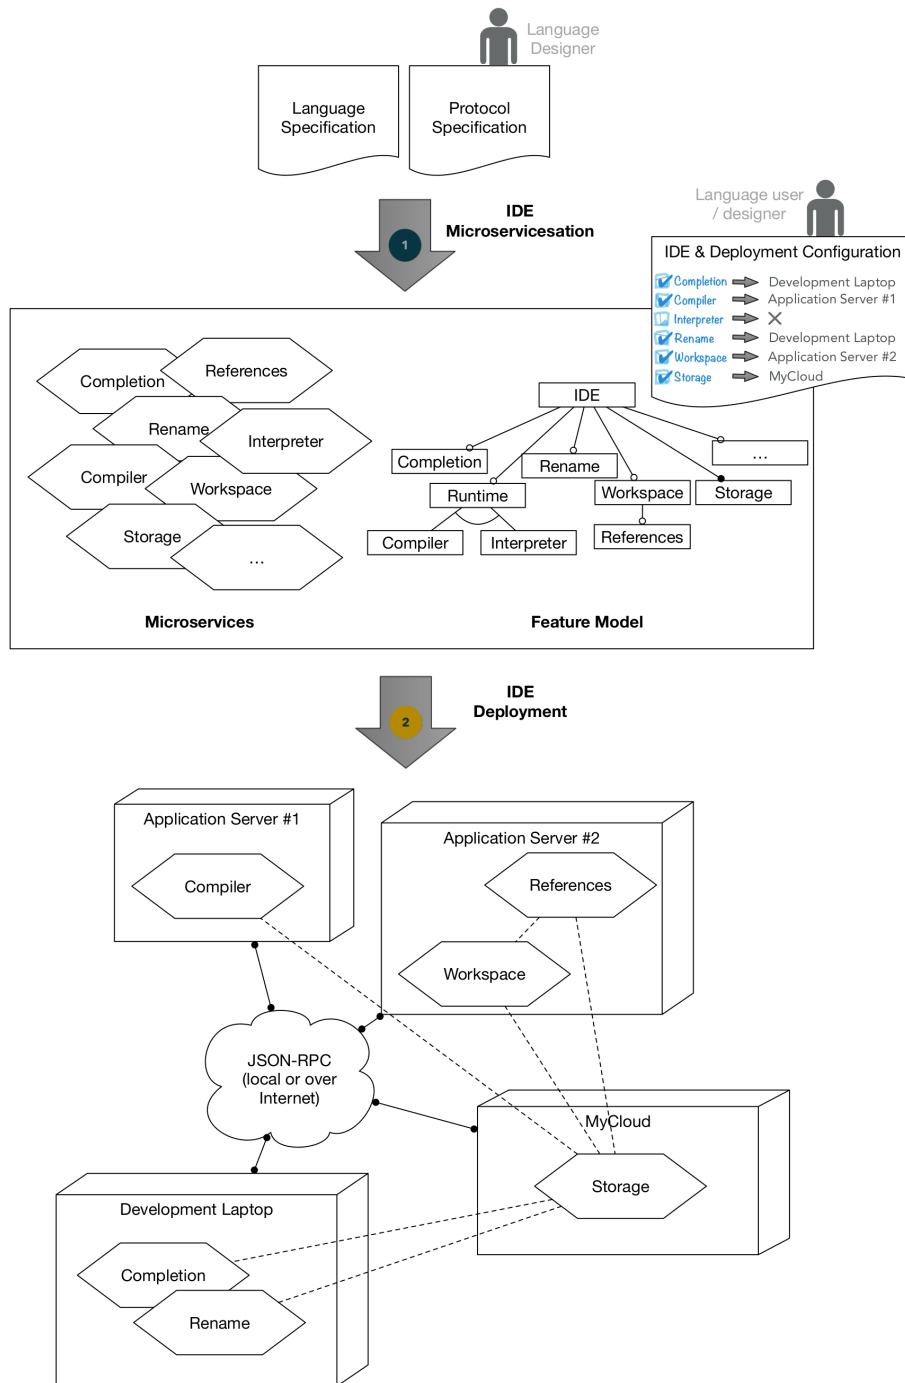 Language
Designer
Language
Specification
Protocol
Specification
IDE
Microservicesation
1
Language user
/ designer
IDE & Deployment Configuration
Completion Development Laptop
Compiler Application Server #1
Interpreter
Rename Development Laptop
Workspace Application Server #2
Storage MyCloud
Completion
References
Rename
Interpreter
Compiler
Workspace
Storage
...
Microservices
IDE
Completion
Rename
...
Runtime
Workspace
Storage
Compiler
Interpreter
References
Feature Model
IDE
Deployment
2
Application Server #1
Compiler
Application Server #2
References
Workspace
JSON-RPC
(local or over
Internet)
MyCloud
Storage
Development Laptop
Completion
Rename